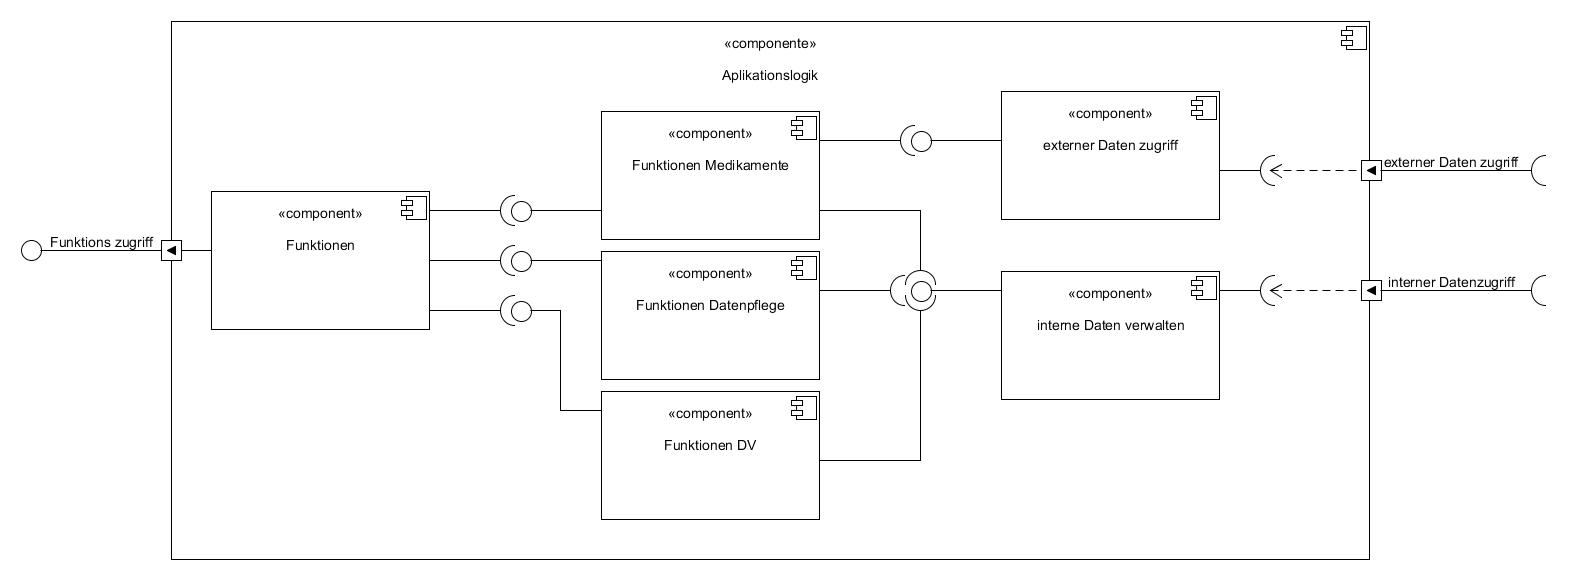 «componente»
Aplikationslogik
«component»
Funktionen Medikamente
«component»
externer Daten zugriff
externer Daten zugriff
«component»
Funktionen
Funktions zugriff
«component»
Funktionen Datenpflege
«component»
interne Daten verwalten
interner Datenzugriff
«component»
Funktionen DV